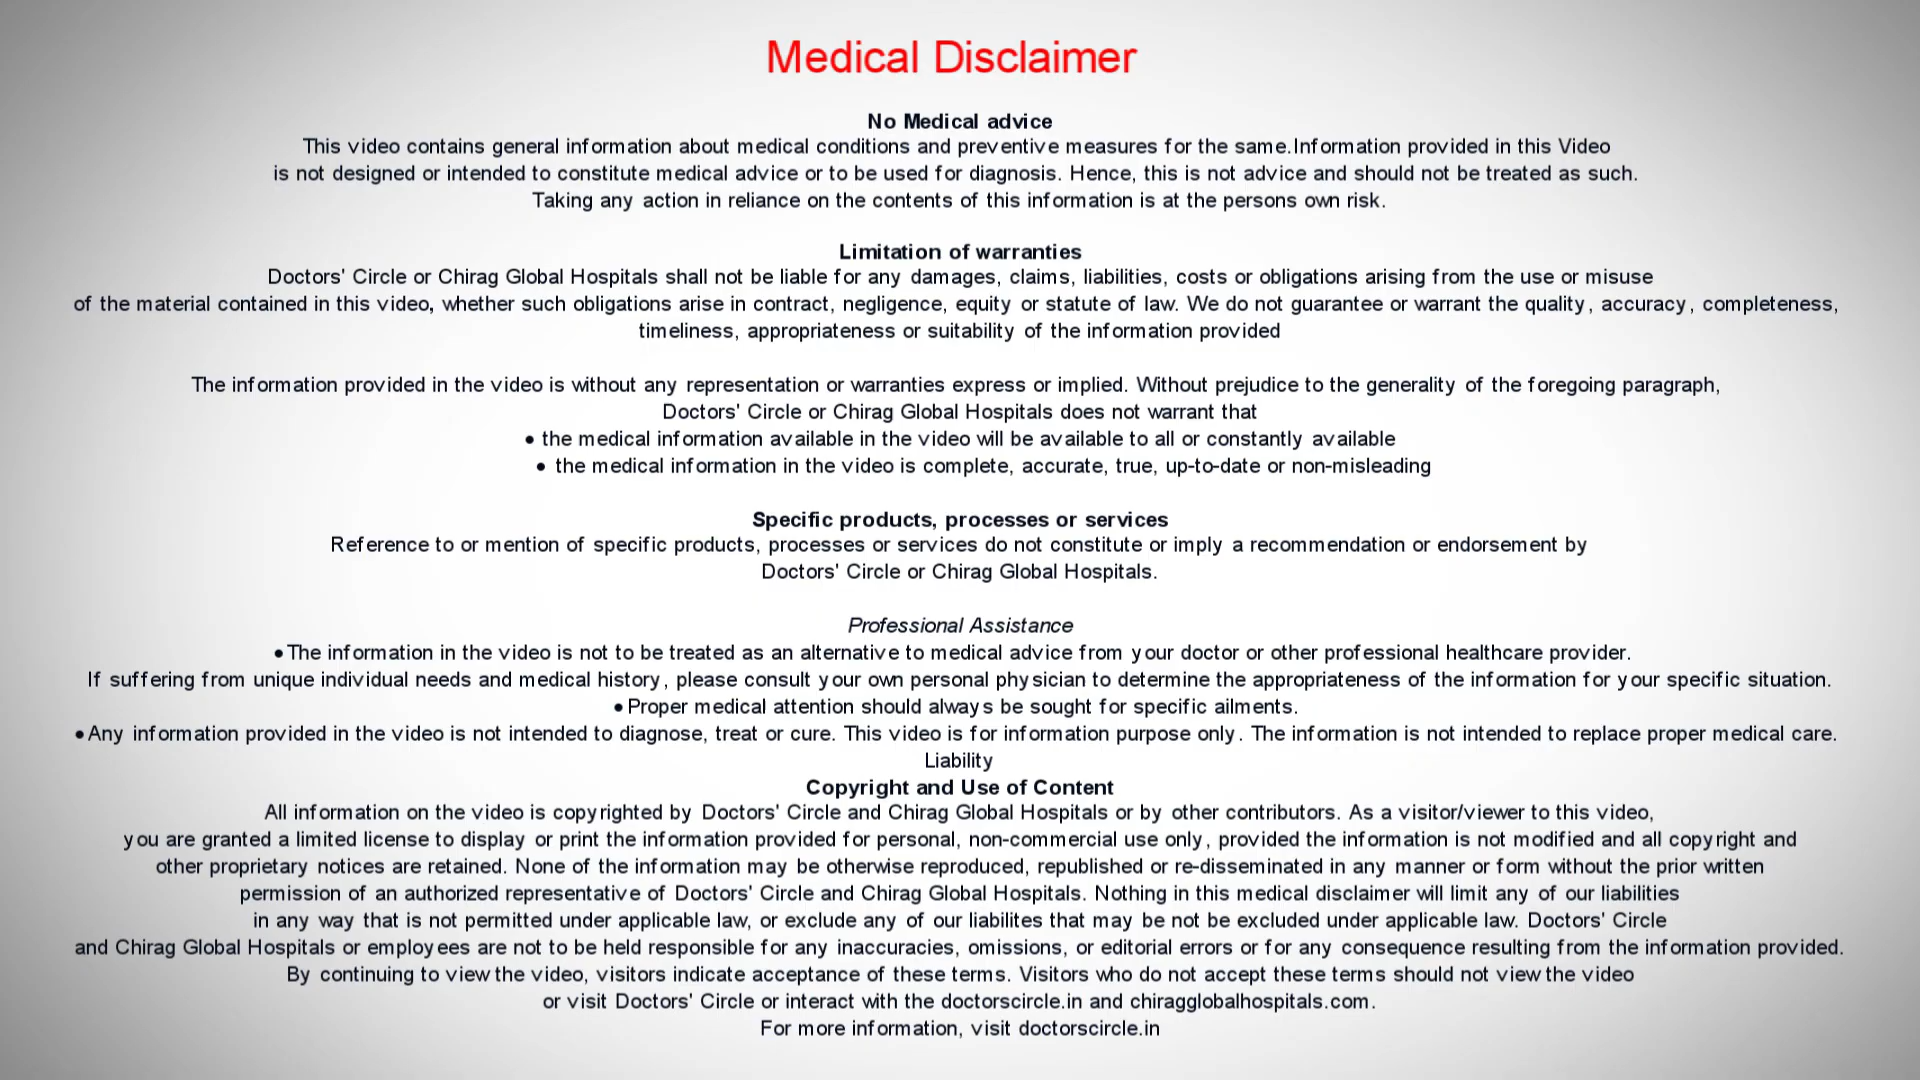 Medical Disclaimer
No Medical advice
This video contains general information about medical conditions and preventive measures for the same.Information provided in this Video
is not designed or intended to constitute medical advice or to be used for diagnosis. Hence, this is not advice and should not be treated as such.
Taking any action in reliance on the contents of this information is at the persons own risk.
Limitation of warranties
Doctors' Circle or Chirag Global Hospitals shall not be liable for any damages, claims, liabilities, costs or obligations arising from the use or misuse
of the material contained in this video, whether such obligations arise in contract, negligence, equity or statute of law. We do not guarantee or warrant the quality, accuracy, completeness,
timeliness, appropriateness or suitability of the information provided
The information provided in the video is without any representation or warranties express or implied. Without prejudice to the generality of the foregoing paragraph,
Doctors' Circle or Chirag Global Hospitals does not warrant that
• the medical information available in the video will be available to all or constantly available
• the medical information in the video is complete, accurate, true, up-to-date or non-misleading
Specific products, processes or services
Reference to or mention of specific products, processes or services do not constitute or imply a recommendation or endorsement by
Doctors' Circle or Chirag Global Hospitals.
Professional Assistance
•The information in the video is not to be treated as an alternative to medical advice from your doctor or other professional healthcare provider.
If suffering from unique individual needs and medical history, please consult your own personal physician to determine the appropriateness of the information for your specific situation.
•Proper medical attention should always be sought for specific ailments.
•Any information provided in the video is not intended to diagnose, treat or cure. This video is for information purpose only. The information is not intended to replace proper medical care.
Liability
Copyright and Use of Content
All information on the video is copyrighted by Doctors' Circle and Chirag Global Hospitals or by other contributors. As a visitor/viewer to this video,
you are granted a limited license to display or print the information provided for personal, non-commercial use only, provided the information is not modified and all copyright and
other proprietary notices are retained. None of the information may be otherwise reproduced, republished or re-disseminated in any manner or form without the prior written
permission of an authorized representative of Doctors' Circle and Chirag Global Hospitals. Nothing in this medical disclaimer will limit any of our liabilities
in any way that is not permitted under applicable law, or exclude any of our liabilites that may be not be excluded under applicable law. Doctors' Circle
and Chirag Global Hospitals or employees are not to be held responsible for any inaccuracies, omissions, or editorial errors or for any consequence resulting from the information provided.
By continuing to view the video, visitors indicate acceptance of these terms. Visitors who do not accept these terms should not view the video
or visit Doctors' Circle or interact with the doctorscircle.in and chiragglobalhospitals.com.
For more information, visit doctorscircle.in